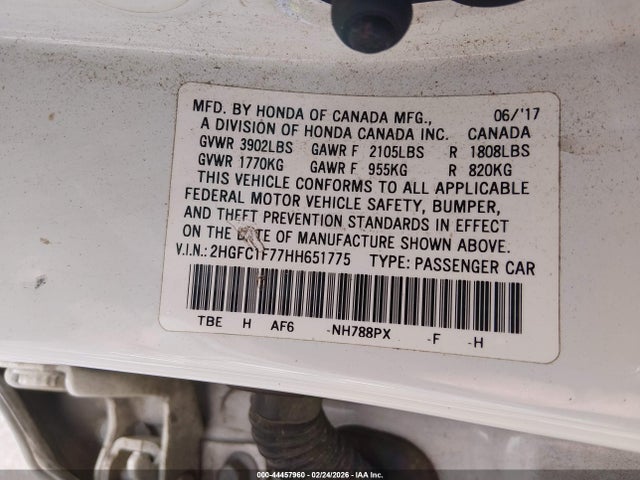 MFD. BY HONDA OF CANADA MFG., 06/'17
A DIVISION OF HONDA CANADA INC. CANADA
GVWR 3902LBS GAWR F 2105LBS R 1808LBS
GVWR 1770KG GAWR F 955KG R 820KG
THIS VEHICLE CONFORMS TO ALL APPLICABLE
FEDERAL MOTOR VEHICLE SAFETY, BUMPER,
AND THEFT PREVENTION STANDARDS IN EFFECT
ON THE DATE OF MANUFACTURE SHOWN ABOVE.
V.I.N.: 2HGFC1F77HH651775 TYPE: PASSENGER CAR
TBE H AF6 -NH788PX -F -H
000-44457960 - 02/24/2026 - IAA Inc.